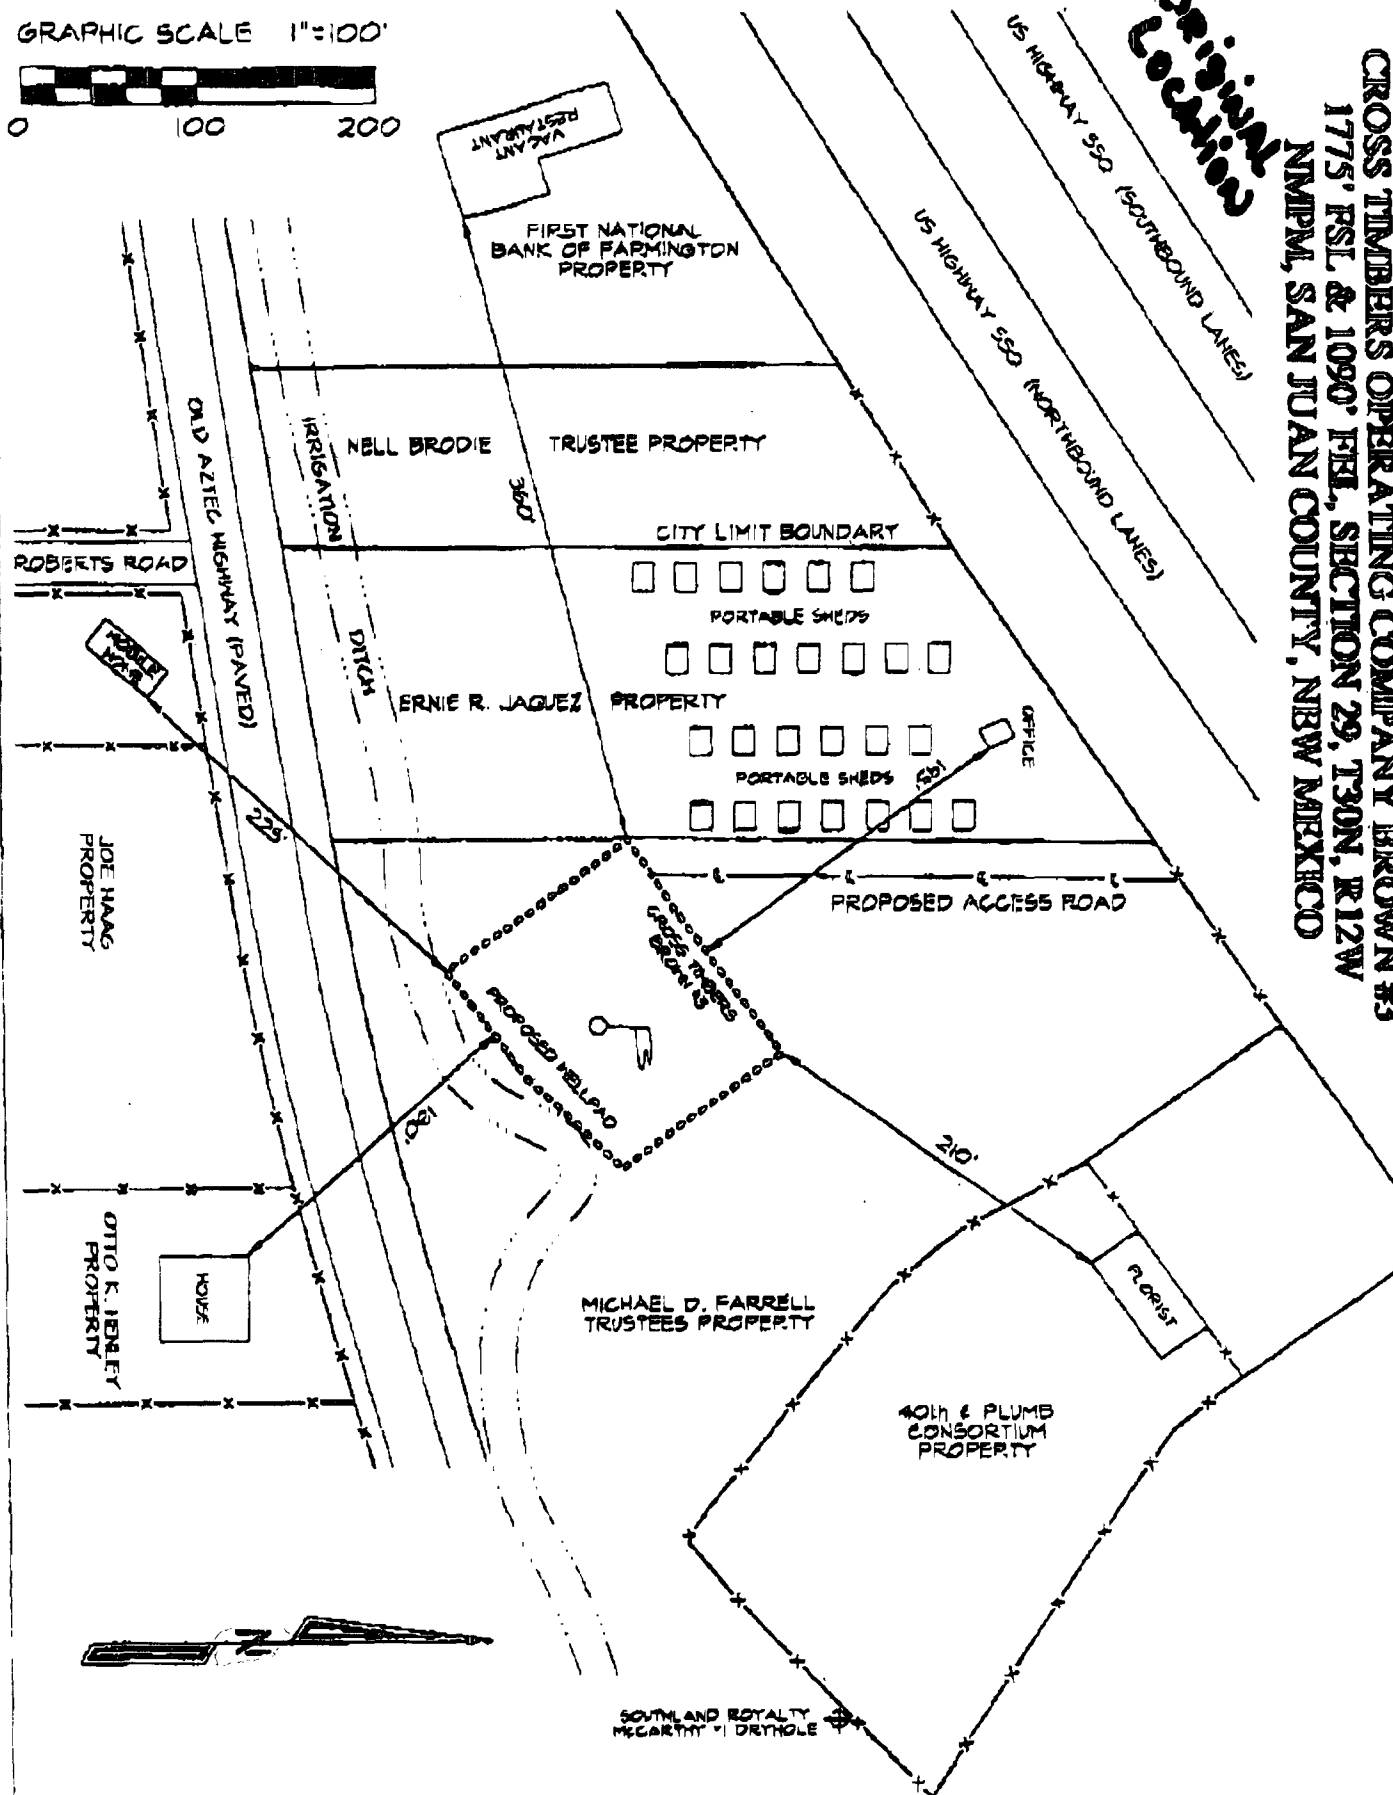 GRAPHIC SCALE 1"=100'
0 100 200
Original
Location
CROSS TIMBERS OPERATING COMPANY BROWN #3
1775' FSL & 1090' FEL, SECTION 29, T30N, R12W
NMPM, SAN JUAN COUNTY, NEW MEXICO
US HIGHWAY 550 (SOUTHBOUND LANES)
US HIGHWAY 550 (NORTHBOUND LANES)
VACANT
RESTAURANT
FIRST NATIONAL
BANK OF FARMINGTON
PROPERTY
NELL BRODIE TRUSTEE PROPERTY
IRRIGATION
DITCH
OLD AZTEC HIGHWAY (PAVED)
360'
CITY LIMIT BOUNDARY
ROBERTS ROAD
PORTABLE SHEDS
MOBILE
HOME
ERNIE R. JAQUEZ PROPERTY
OFFICE
PORTABLE SHEDS
185'
225'
JOE HAAG
PROPERTY
PROPOSED ACCESS ROAD
CROSS TIMBERS
BROWN #3
PROPOSED WELLPAD
190'
210'
OTTO K. HENLEY
PROPERTY
HOUSE
FLORIST
MICHAEL D. FARRELL
TRUSTEES PROPERTY
40th & PLUMB
CONSORTIUM
PROPERTY
N
SOUTHLAND ROYALTY
MCCARTHY #1 DRYHOLE